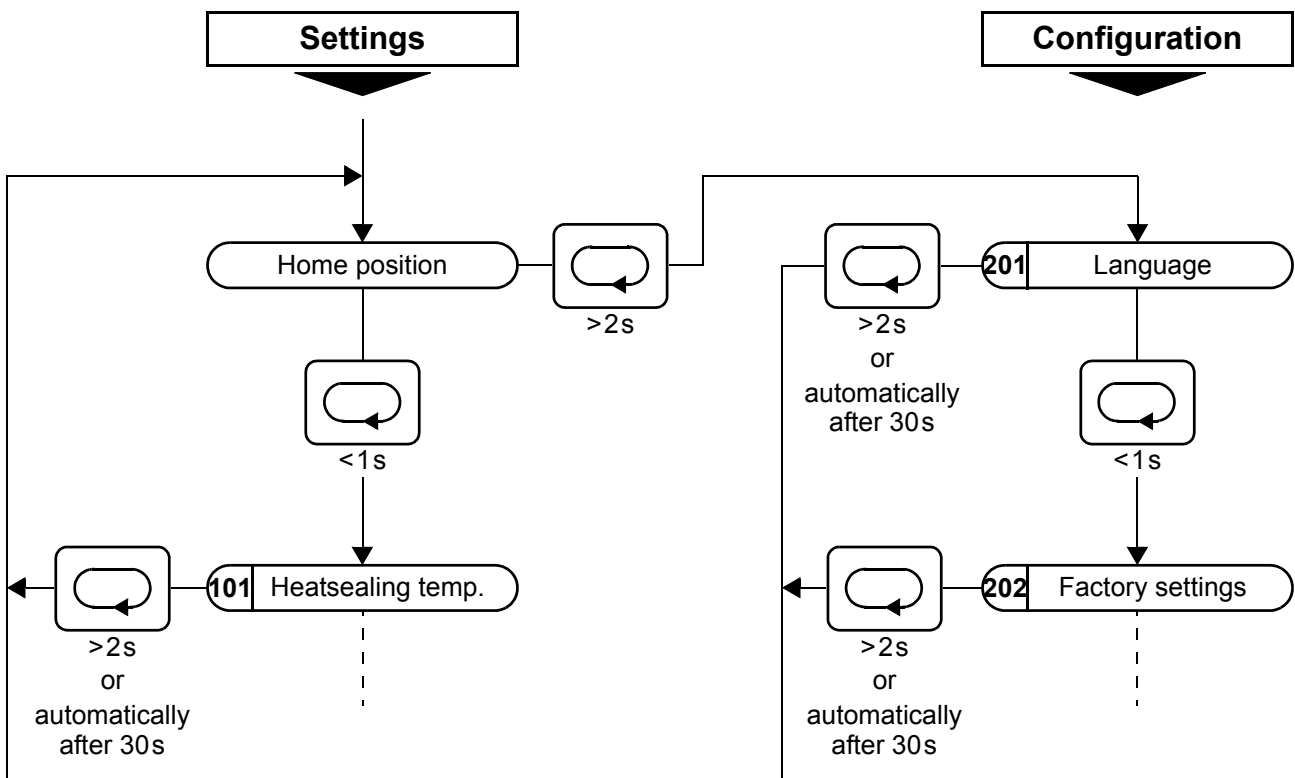 Settings
Configuration
Home position
>2s
>2s
or
automatically
after 30s
201 Language
<1s
<1s
101 Heatsealing temp.
>2s
or
automatically
after 30s
>2s
or
automatically
after 30s
202 Factory settings